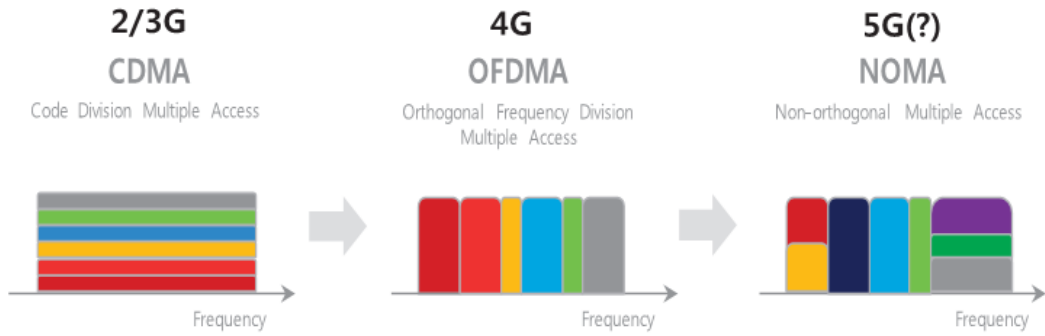 2/3G
CDMA
Code Division Multiple Access
Frequency
4G
OFDMA
Orthogonal Frequency Division
Multiple Access
Frequency
5G(?)
NOMA
Non-orthogonal Multiple Access
Frequency